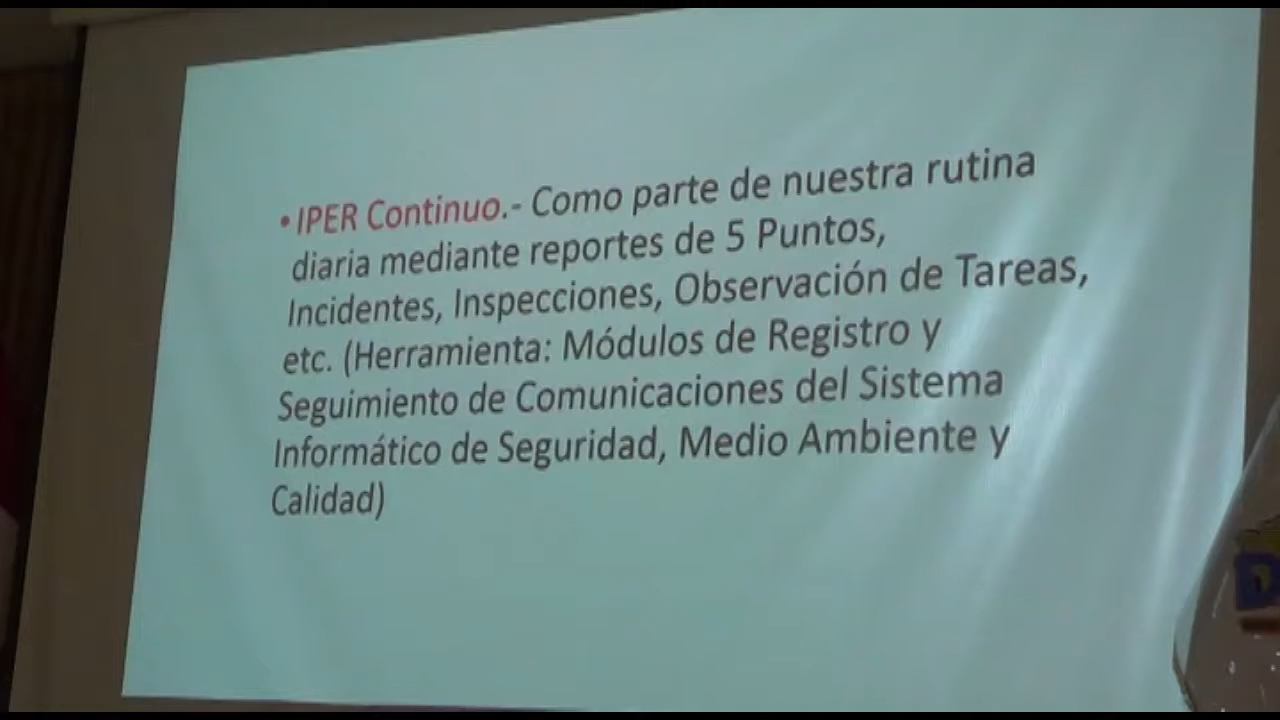 • IPER Continuo.- Como parte de nuestra rutina
diaria mediante reportes de 5 Puntos,
Incidentes, Inspecciones, Observación de Tareas,
etc. (Herramienta: Módulos de Registro y
Seguimiento de Comunicaciones del Sistema
Informático de Seguridad, Medio Ambiente y
Calidad)